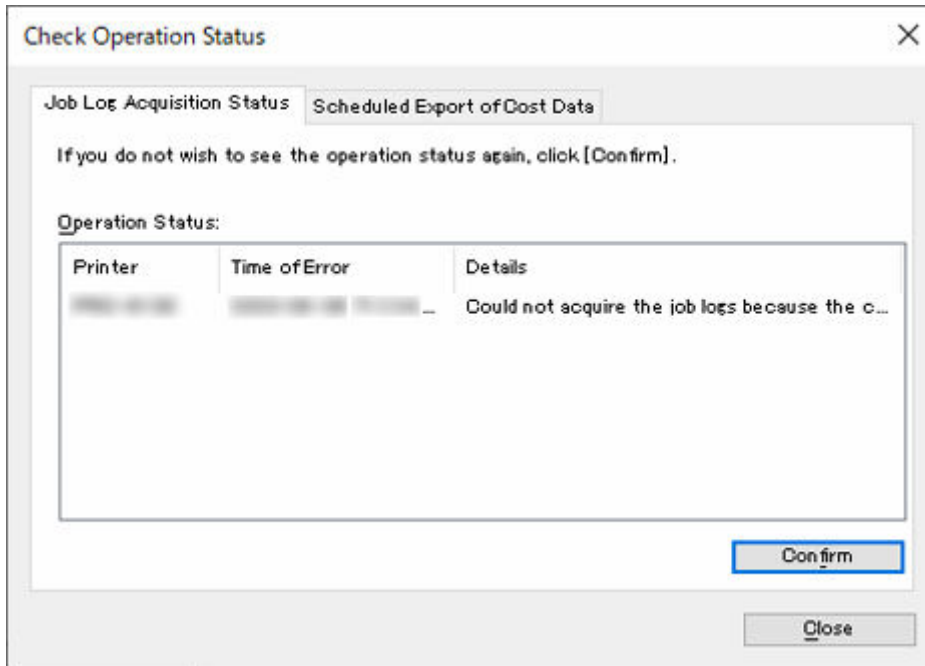 Check Operation Status
Job Log Acquisition Status Scheduled Export of Cost Data
If you do not wish to see the operation status again, click [Confirm].
Operation Status:
Printer Time of Error Details
... Could not acquire the job logs because the c...
Confirm
Close